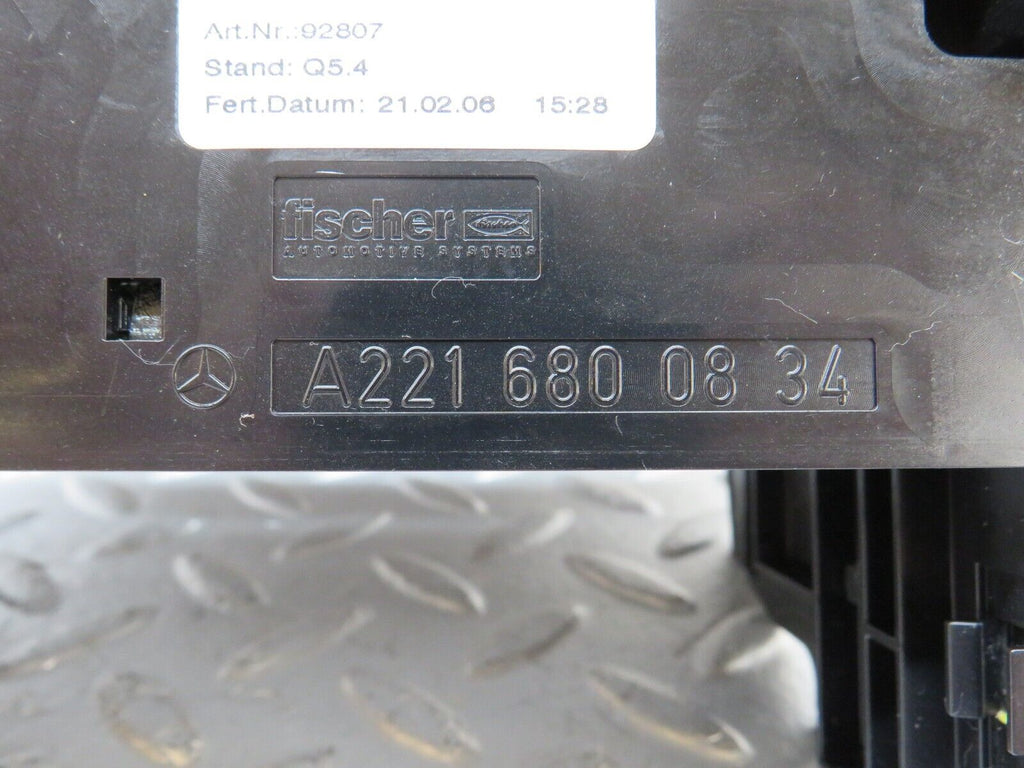 Art.Nr.:92807
Stand: Q5.4
Fert.Datum: 21.02.06 15:28
fischer fischer
AUTOMOTIVE SYSTEMS
A221 680 08 34